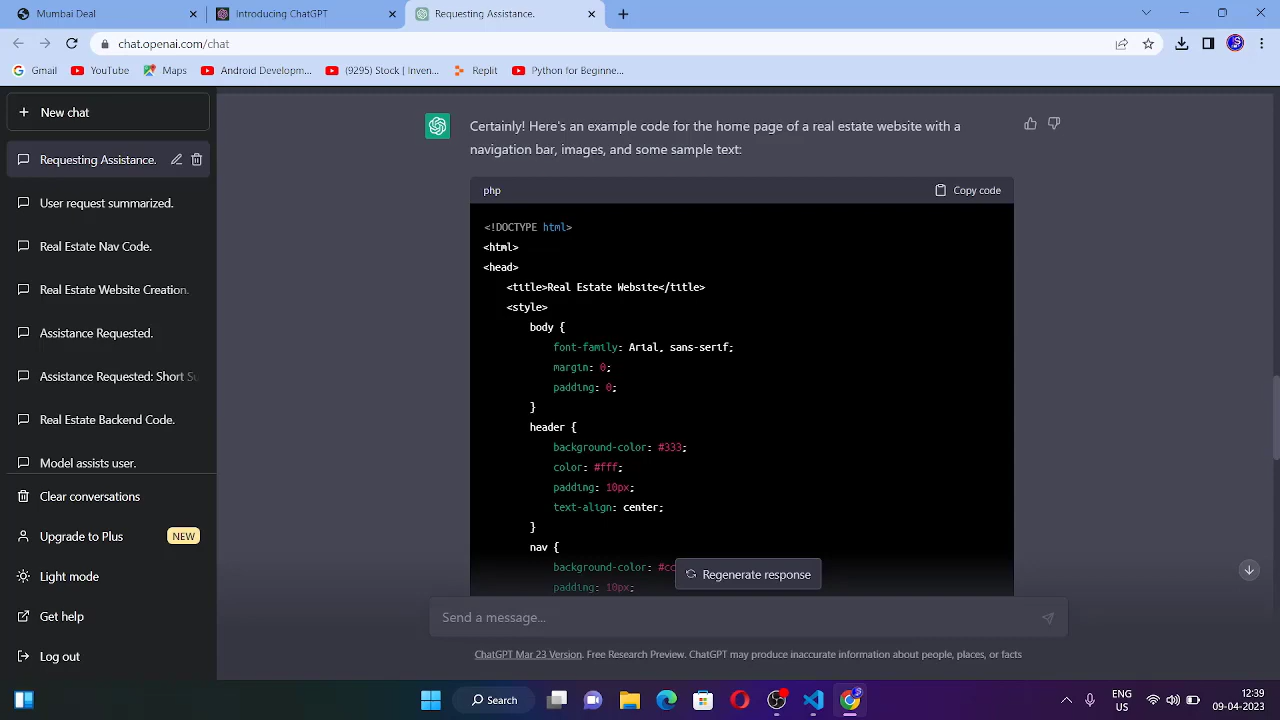 Mumbai Deal
Introducing ChatGPT
Requesting Assistance.
chat.openai.com/chat
Gmail
YouTube
Maps
Android Developm...
(9295) Stock | Inven...
Replit
Python for Beginne...
New chat
Requesting Assistance.
User request summarized.
Real Estate Nav Code.
Real Estate Website Creation.
Assistance Requested.
Assistance Requested: Short Su
Real Estate Backend Code.
Model assists user.
Clear conversations
Upgrade to Plus NEW
Light mode
Get help
Log out
Certainly! Here's an example code for the home page of a real estate website with a
navigation bar, images, and some sample text:
php Copy code
<!DOCTYPE html>
<html>
<head>
<title>Real Estate Website</title>
<style>
body {
font-family: Arial, sans-serif;
margin: 0;
padding: 0;
}
header {
background-color: #333;
color: #fff;
padding: 10px;
text-align: center;
}
nav {
background-color: #cc
padding: 10px;
Regenerate response
Send a message...
ChatGPT Mar 23 Version. Free Research Preview. ChatGPT may produce inaccurate information about people, places, or facts
Search
ENG
US
12:39
09-04-2023